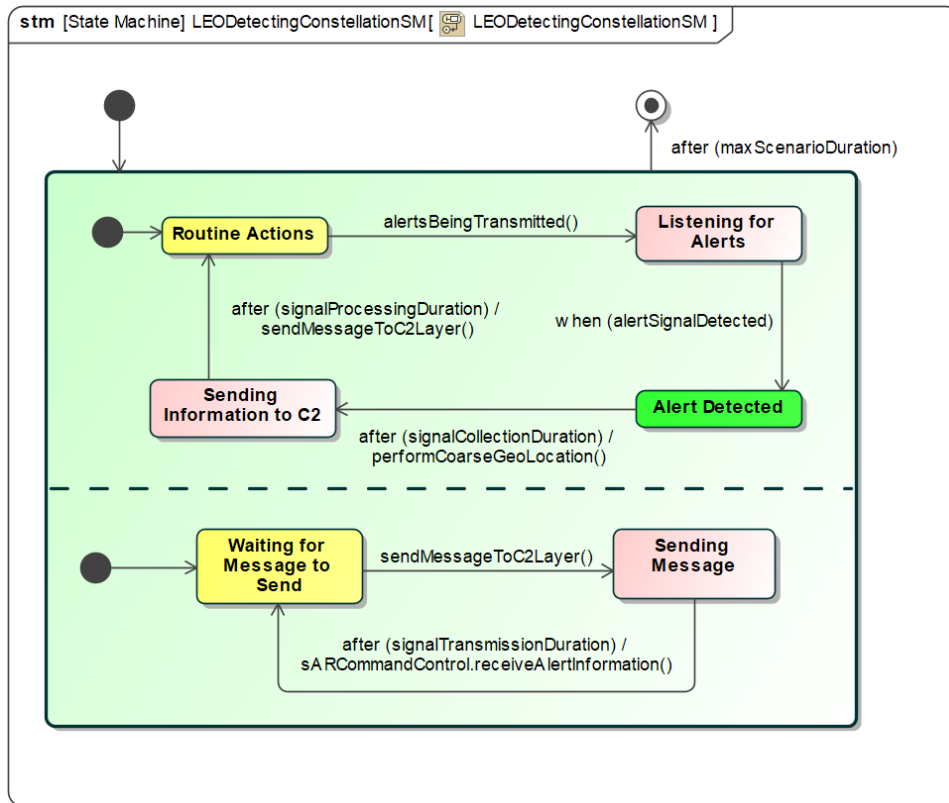 stm [State Machine] LEODetectingConstellationSM[ LEODetectingConstellationSM ]
after (maxScenarioDuration)
Routine Actions
alertsBeingTransmitted()
Listening for
Alerts
after (signalProcessingDuration) /
sendMessageToC2Layer()
when (alertSignalDetected)
Sending
Information to C2
Alert Detected
after (signalCollectionDuration) /
performCoarseGeoLocation()
Waiting for
Message to
Send
sendMessageToC2Layer()
Sending
Message
after (signalTransmissionDuration) /
sARCommandControl.receiveAlertInformation()